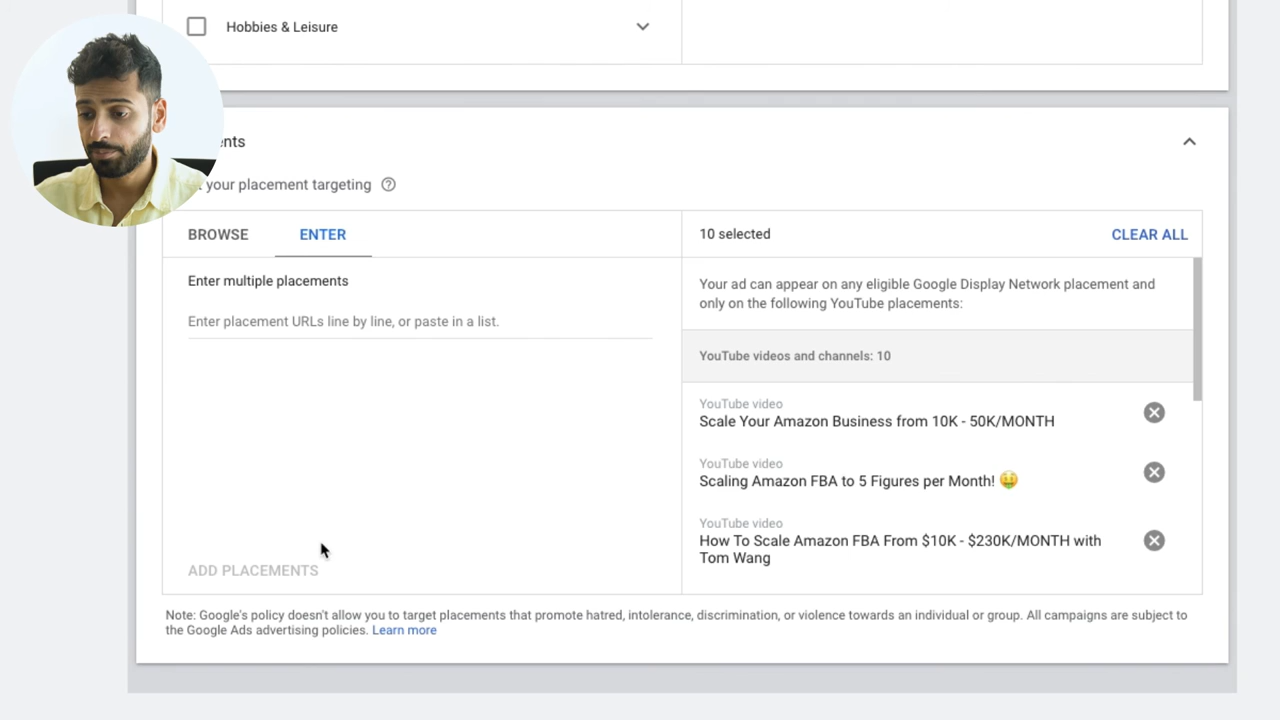 Hobbies & Leisure
your placement targeting
BROWSE
ENTER
10 selected
CLEAR ALL
Enter multiple placements
Enter placement URLs line by line, or paste in a list.
Your ad can appear on any eligible Google Display Network placement and
only on the following YouTube placements:
YouTube videos and channels: 10
YouTube video
Scale Your Amazon Business from 10K - 50K/MONTH
YouTube video
Scaling Amazon FBA to 5 Figures per Month! 🤑
YouTube video
How To Scale Amazon FBA From $10K - $230K/MONTH with
Tom Wang
ADD PLACEMENTS
Note: Google's policy doesn't allow you to target placements that promote hatred, intolerance, discrimination, or violence towards an individual or group. All campaigns are subject to
the Google Ads advertising policies. Learn more